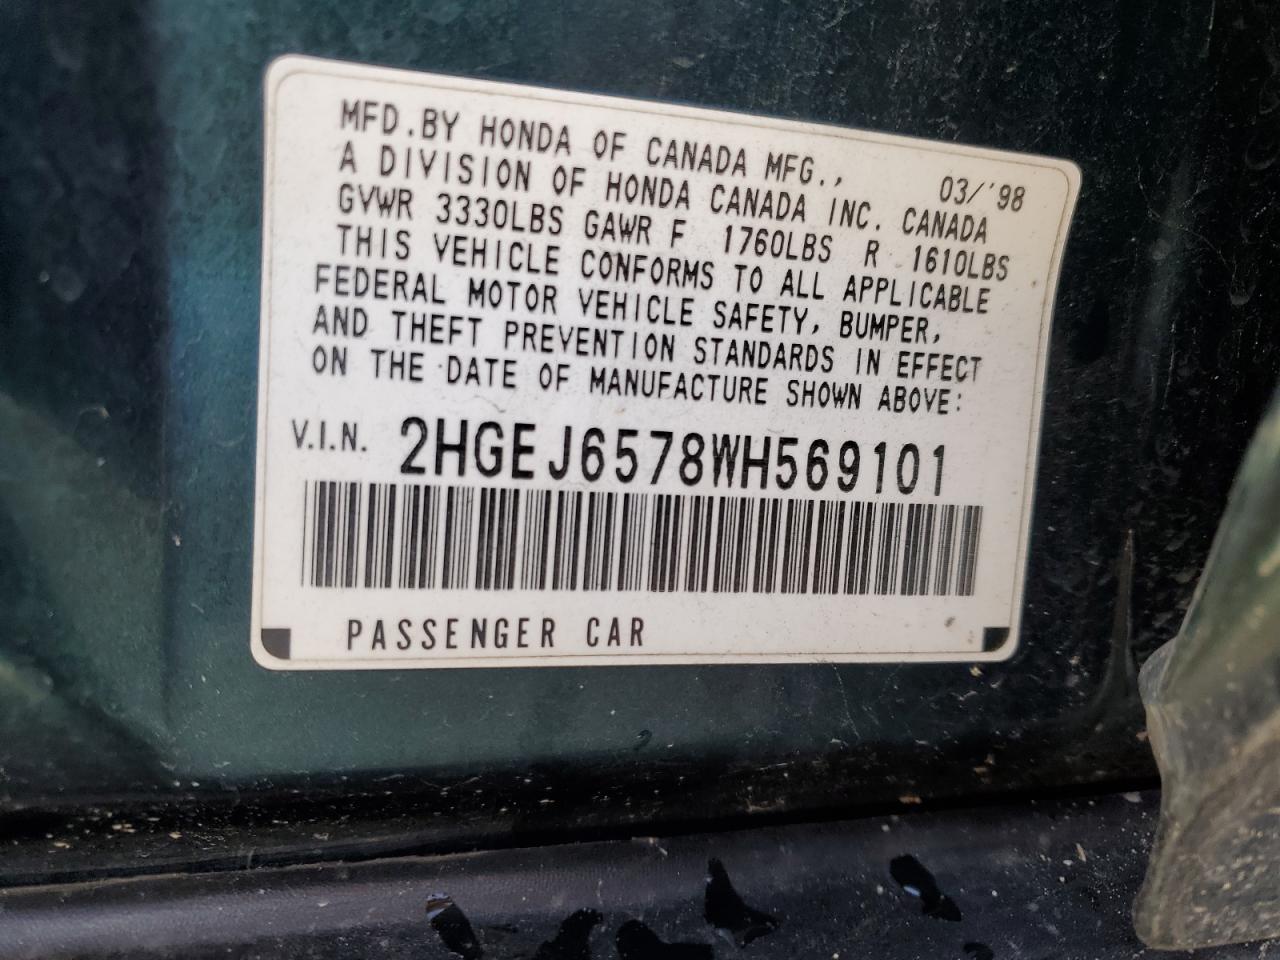 MFD.BY HONDA OF CANADA MFG., 03/'98
A DIVISION OF HONDA CANADA INC. CANADA
GVWR 3330LBS GAWR F 1760LBS R 1610LBS
THIS VEHICLE CONFORMS TO ALL APPLICABLE
FEDERAL MOTOR VEHICLE SAFETY, BUMPER,
AND THEFT PREVENTION STANDARDS IN EFFECT
ON THE DATE OF MANUFACTURE SHOWN ABOVE:
V.I.N. 2HGEJ6578WH569101
PASSENGER CAR